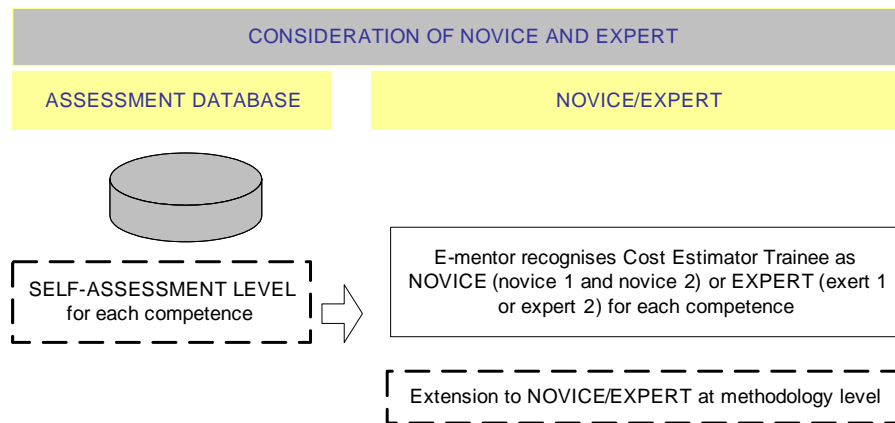 CONSIDERATION OF NOVICE AND EXPERT
ASSESSMENT DATABASE
NOVICE/EXPERT
SELF-ASSESSMENT LEVEL
for each competence
E-mentor recognises Cost Estimator Trainee as
NOVICE (novice 1 and novice 2) or EXPERT (exert 1
or expert 2) for each competence
Extension to NOVICE/EXPERT at methodology level